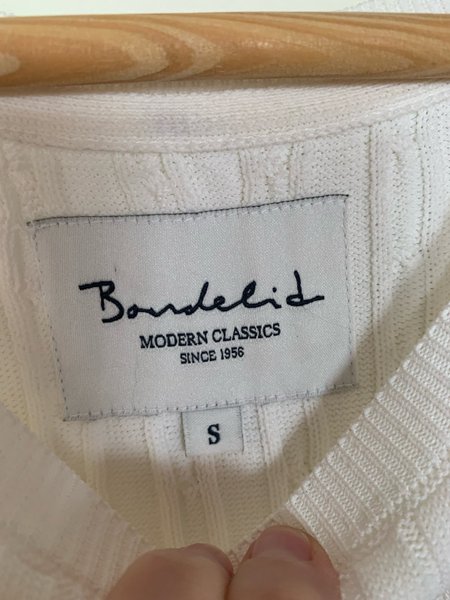 Bondelid
MODERN CLASSICS
SINCE 1956
S